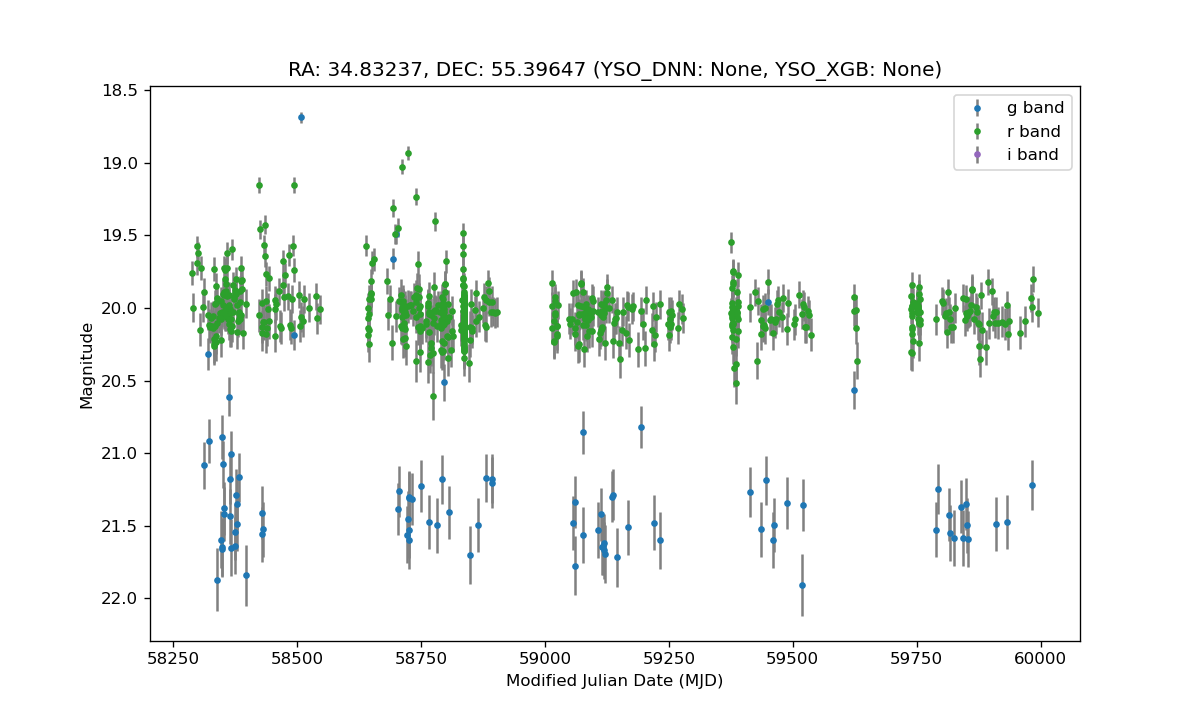 RA: 34.83237, DEC: 55.39647 (YSO_DNN: None, YSO_XGB: None)
g band
r band
i band
18.5
19.0
19.5
20.0
20.5
21.0
21.5
22.0
Magnitude
58250 58500 58750 59000 59250 59500 59750 60000
Modified Julian Date (MJD)